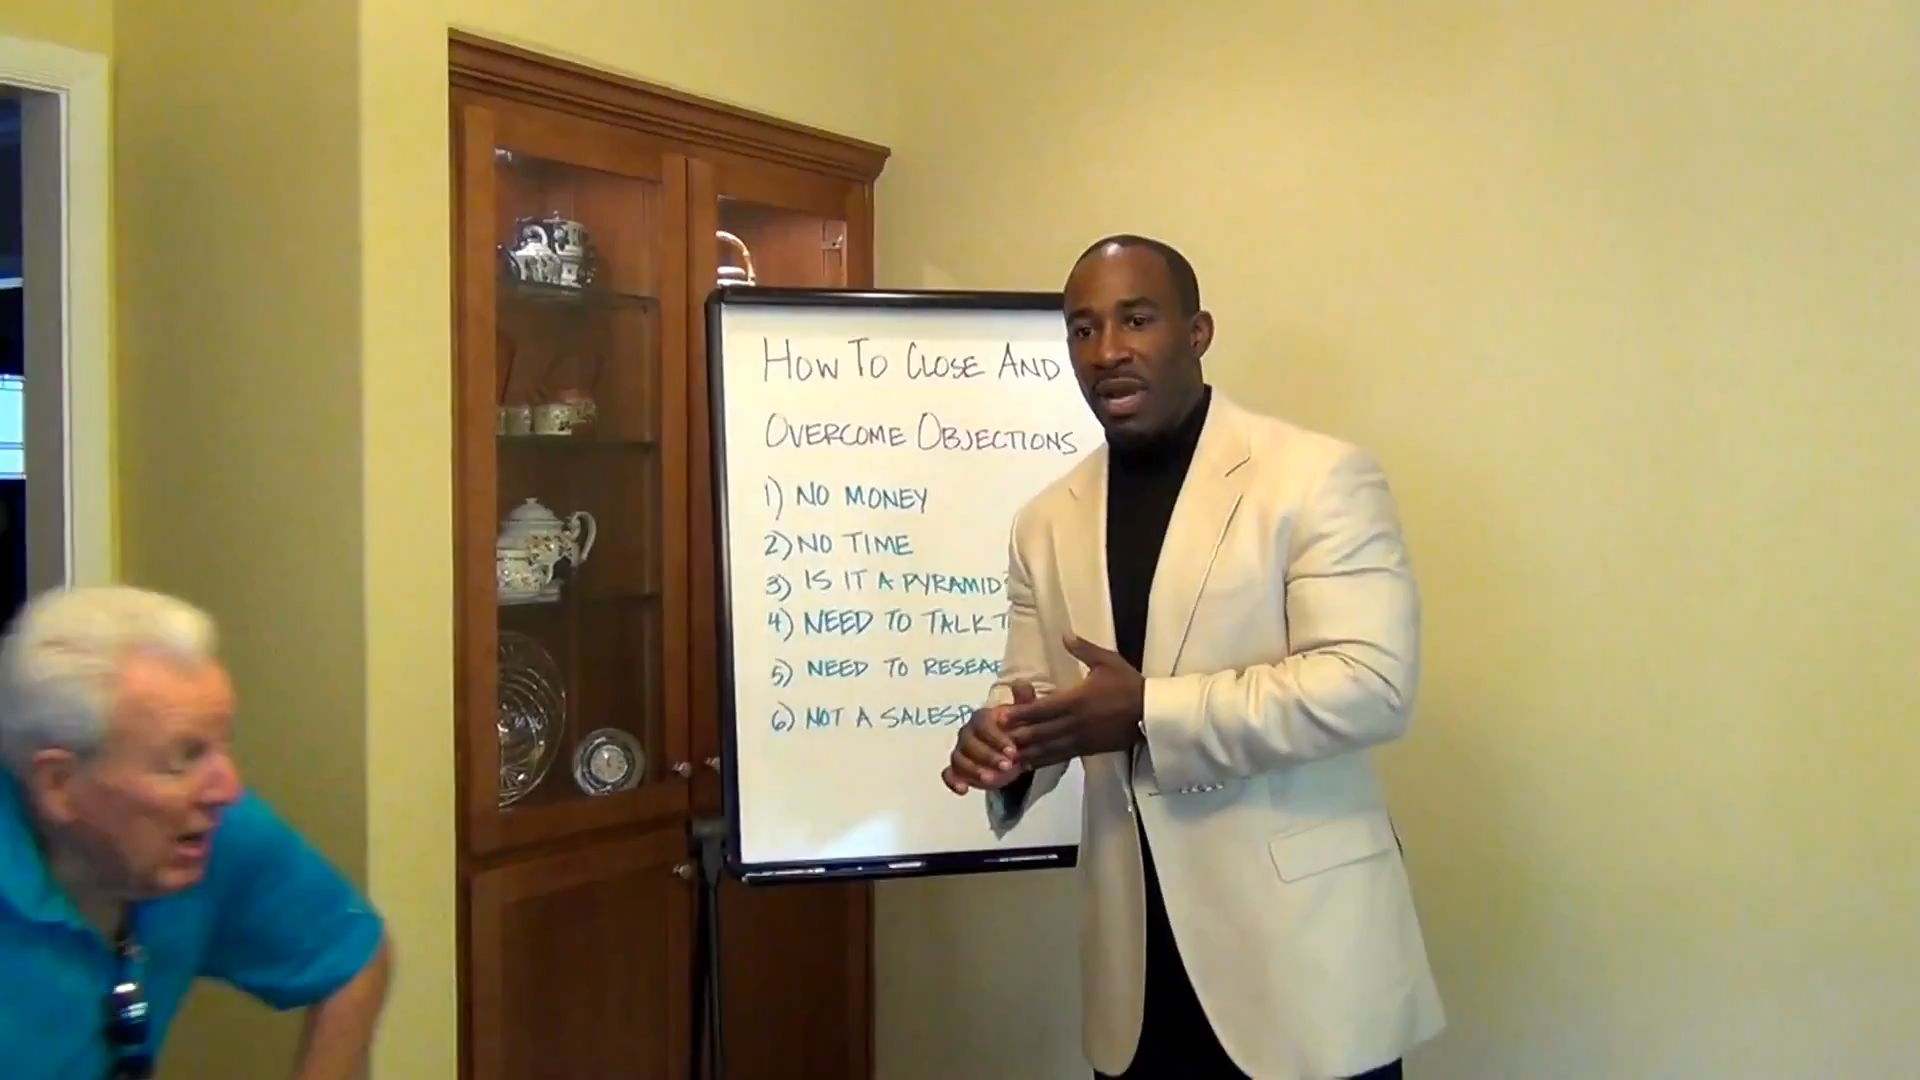 How To Close And
Overcome Objections
1) NO MONEY
2) NO TIME
3) IS IT A PYRAMID?
4) NEED TO TALK
5) NEED TO
6) NOT A